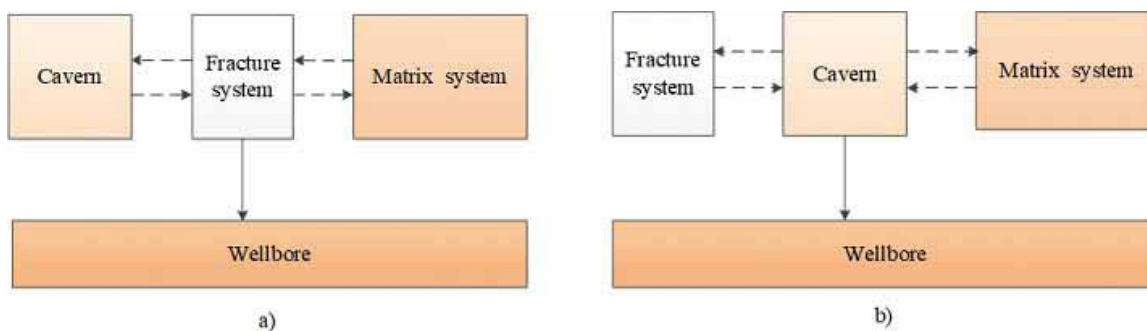 Cavern
Fracture
system
Matrix system
Wellbore
a)
Fracture
system
Cavern
Matrix system
Wellbore
b)